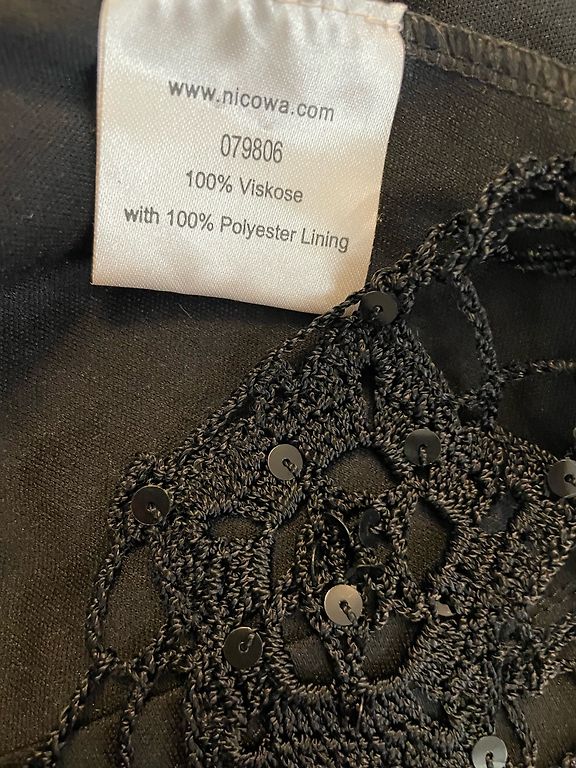 www.nicowa.com
079806
100% Viskose
with 100% Polyester Lining